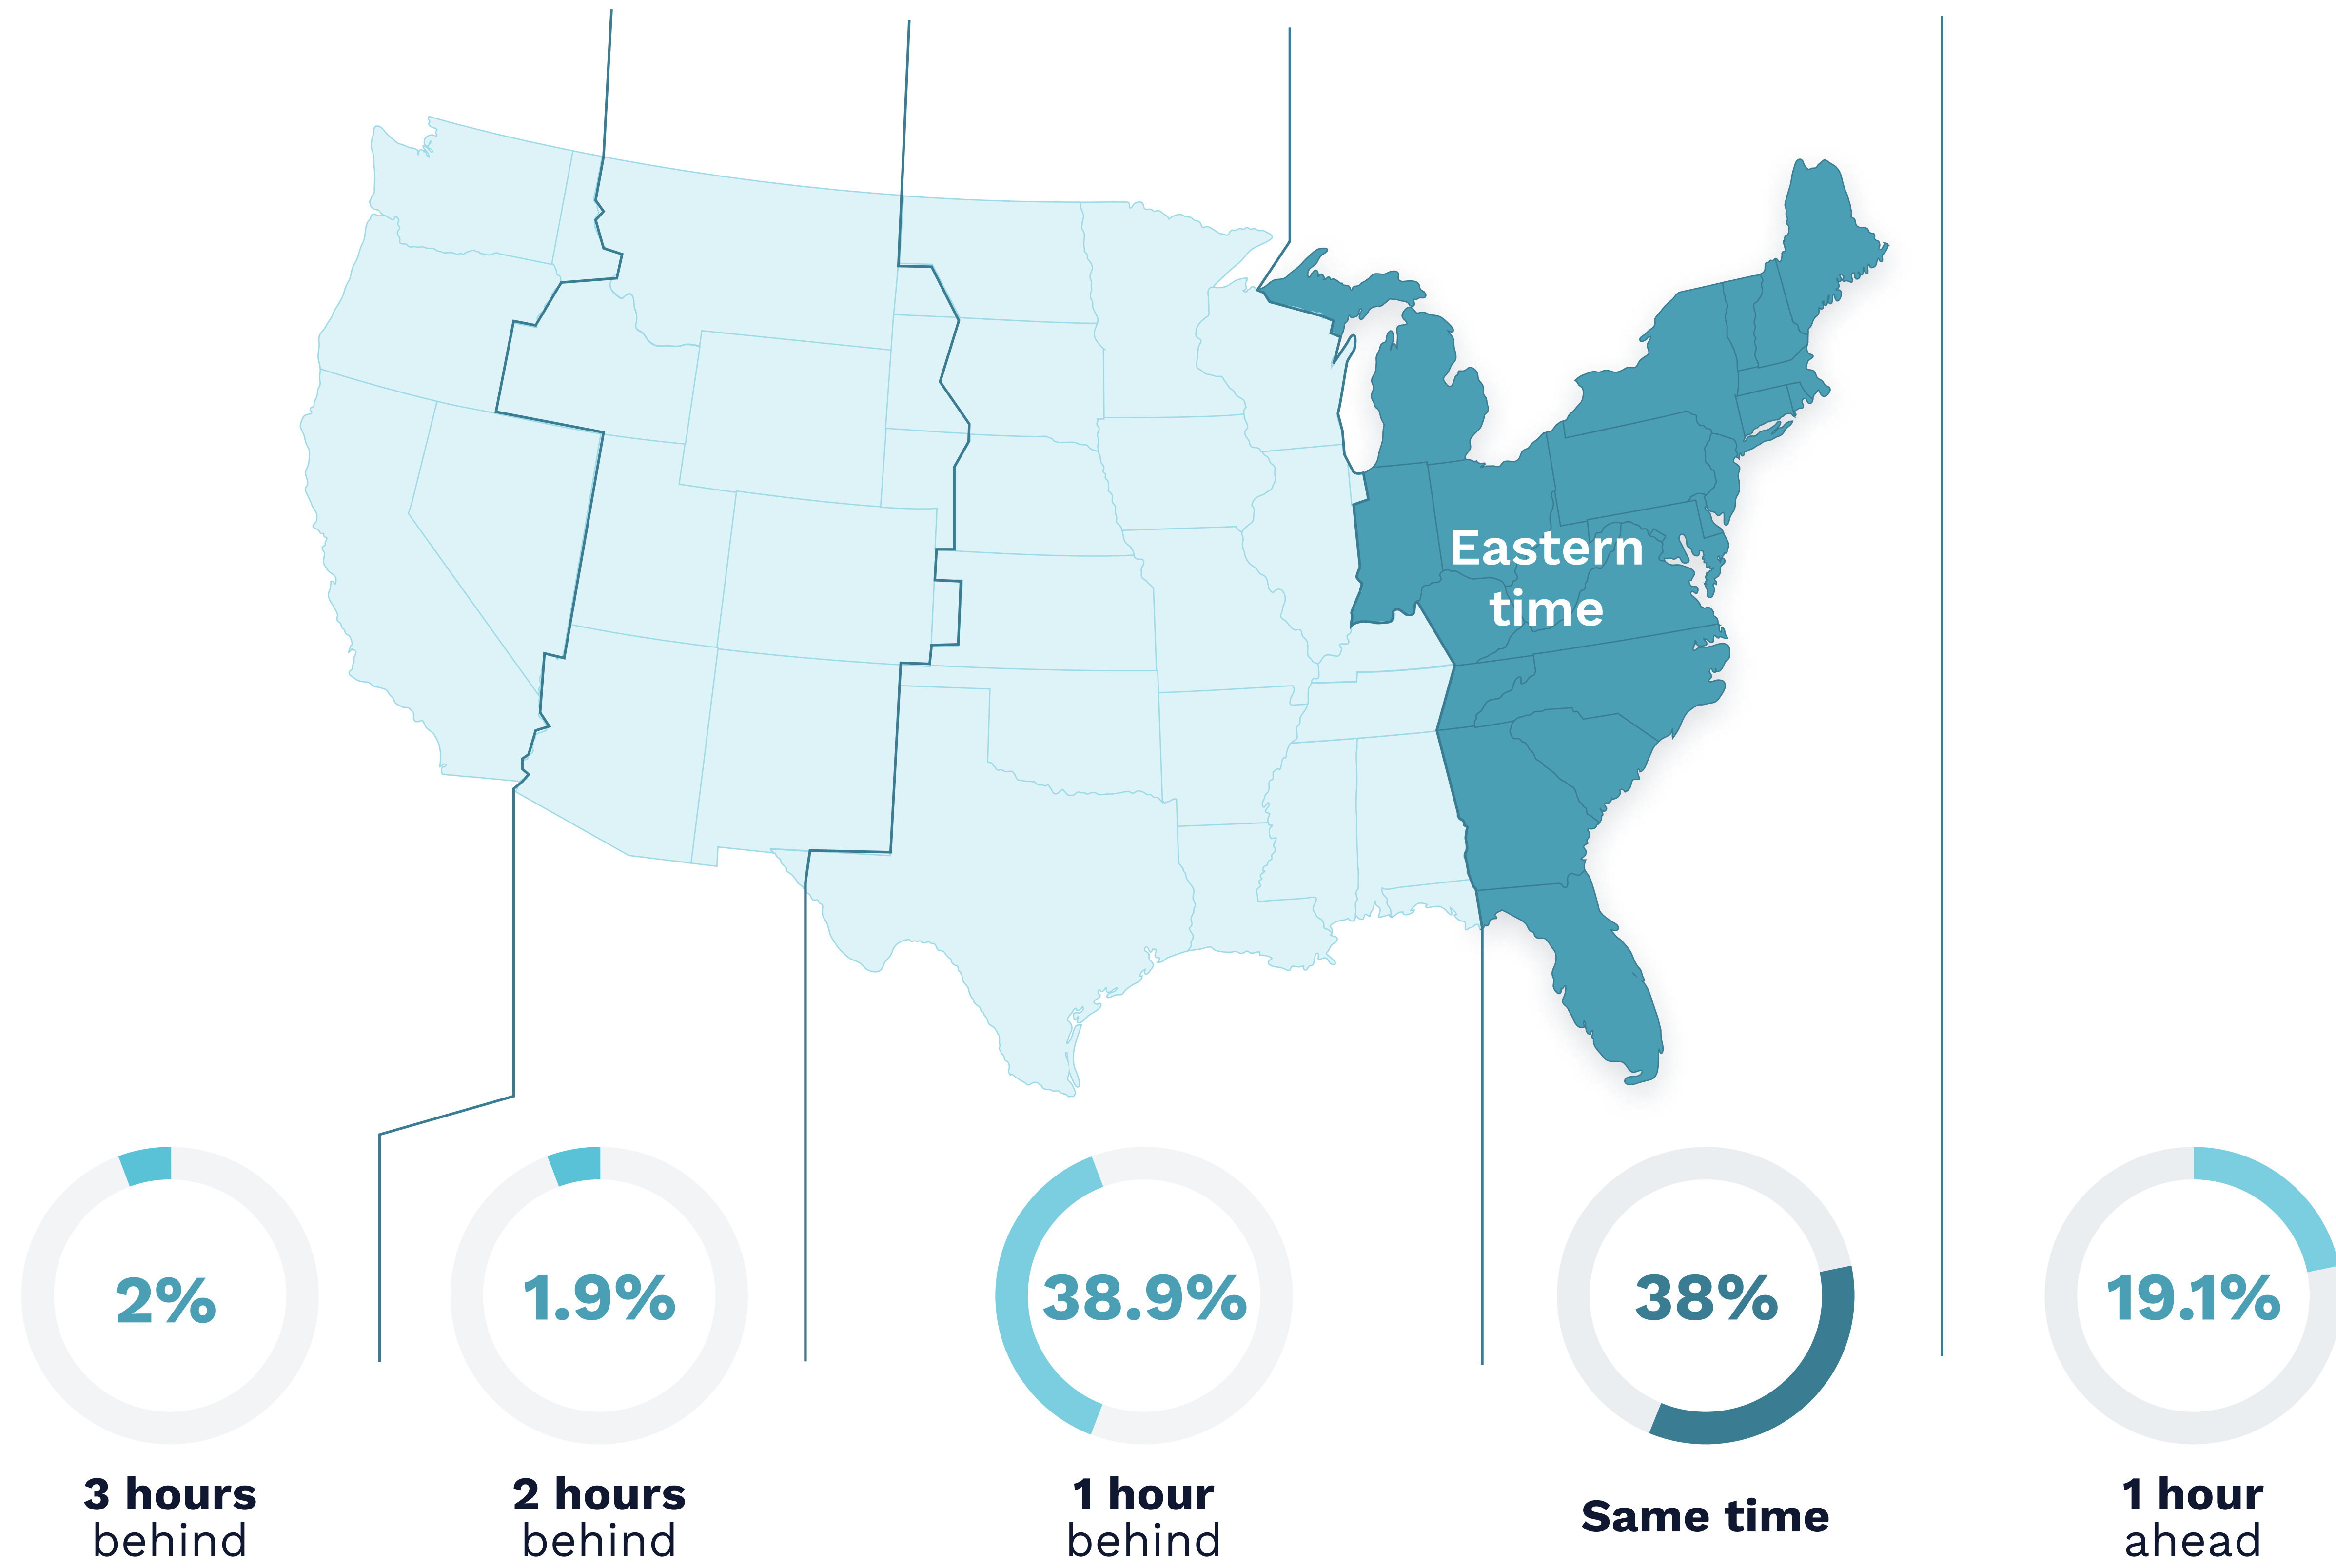 Eastern
time
2%
1.9%
38.9%
38%
19.1%
3 hours
behind
2 hours
behind
1 hour
behind
Same time
1 hour
ahead